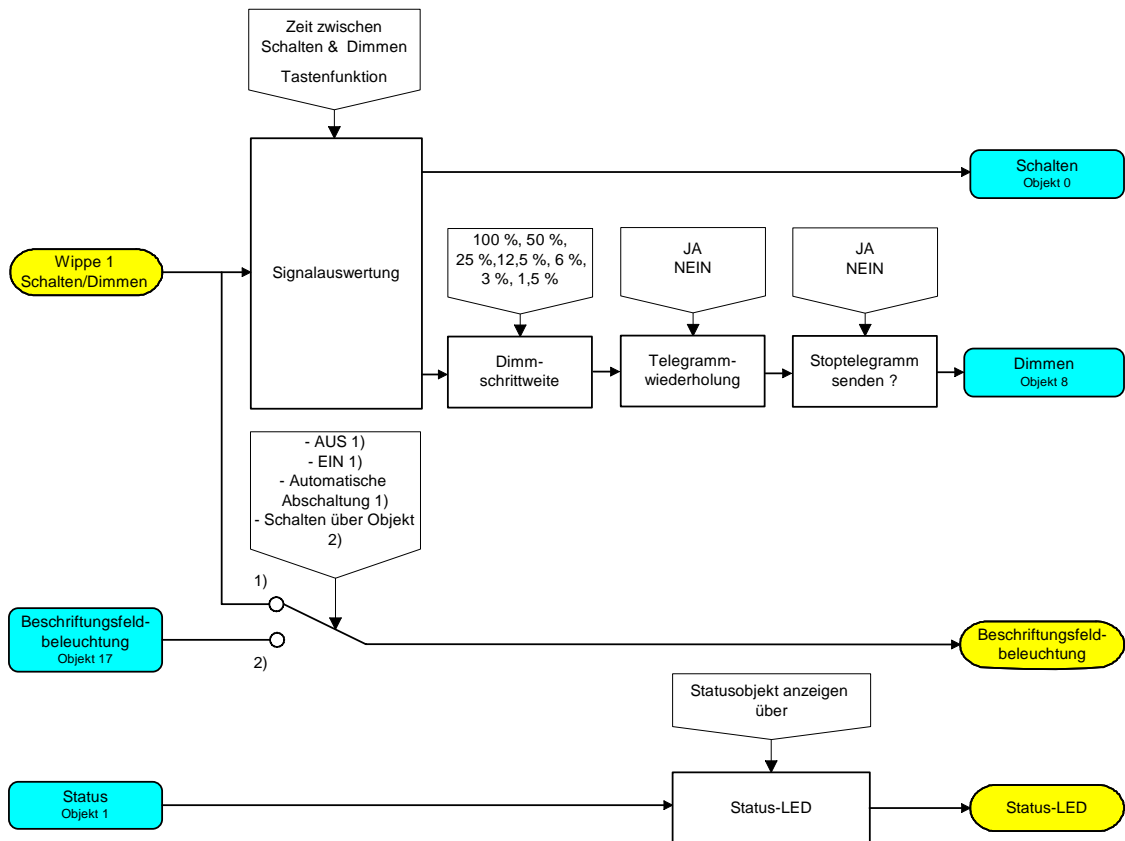 Zeit zwischen
Schalten & Dimmen
Tastenfunktion
Schalten
Objekt 0
Wippe 1
Schalten/Dimmen
Signalauswertung
100 %, 50 %,
25 %,12,5 %, 6 %,
3 %, 1,5 %
JA
NEIN
JA
NEIN
Dimm-
schrittweite
Telegramm-
wiederholung
Stoptelegramm
senden ?
Dimmen
Objekt 8
- AUS 1)
- EIN 1)
- Automatische
Abschaltung 1)
- Schalten über Objekt
2)
1)
Beschriftungsfeld-
beleuchtung
Objekt 17
2)
Beschriftungsfeld-
beleuchtung
Statusobjekt anzeigen
über
Status
Objekt 1
Status-LED
Status-LED